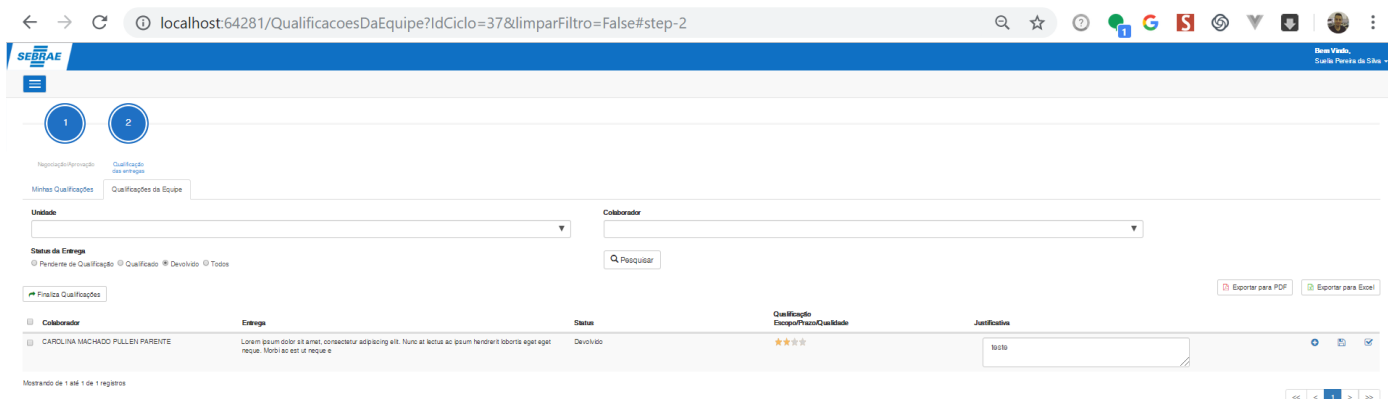 localhost:64281/QualificacoesDaEquipe?IdCiclo=37&limparFiltro=False#step-2
1
G
S
SEBRAE
Bem Vindo,
Suelis Pereira da Silva
1
2
Negociação/Aprovação
Qualificação
das entregas
Minhas Qualificações
Qualificações da Equipe
Unidade
Colaborador
Status da Entrega
Pendente de Qualificação
Qualificado
Devolvido
Todos
Pesquisar
Finaliza Qualificações
Exportar para PDF
Exportar para Excel
Colaborador
Entrega
Status
Qualificação
Escopo/Prazo/Qualidade
Justificativa
CAROLINA MACHADO PULLEN PARENTE
Lorem ipsum dolor sit amet, consectetur adipiscing elit. Nunc at lectus ac ipsum hendrerit lobortis eget eget
neque. Morbi ac est ut neque e
Devolvido
teste
Mostrando de 1 até 1 de 1 registros
<< < 1 > >>